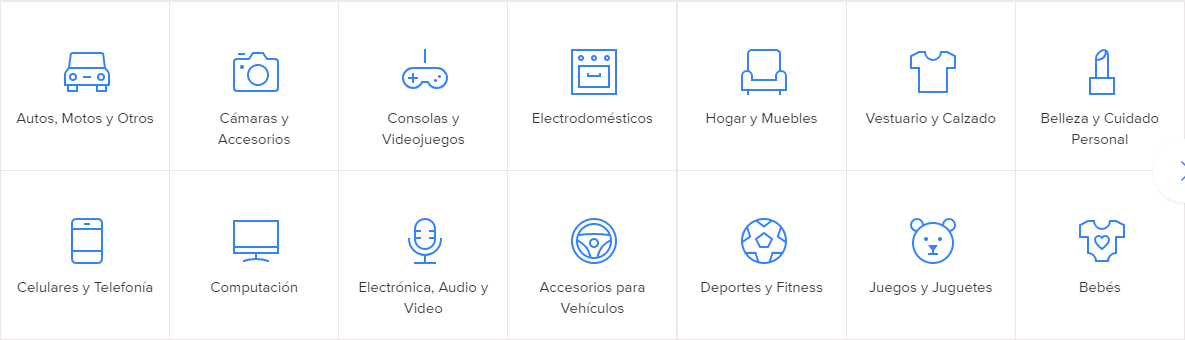 Autos, Motos y Otros
Cámaras y
Accesorios
Consolas y
Videojuegos
Electrodomésticos
Hogar y Muebles
Vestuario y Calzado
Belleza y Cuidado
Personal
Celulares y Telefonía
Computación
Electrónica, Audio y
Video
Accesorios para
Vehículos
Deportes y Fitness
Juegos y Juguetes
Bebés